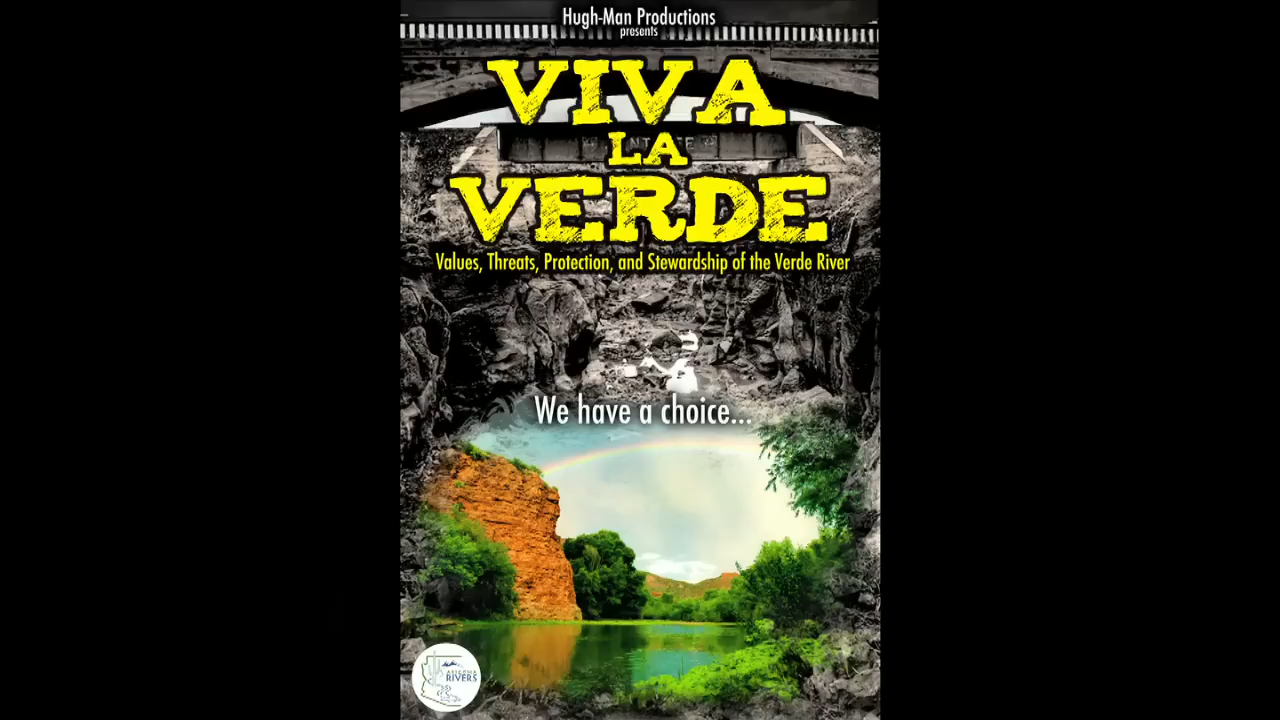 Hugh-Man Productions
presents
VIVA
LA
VERDE
Values, Threats, Protection, and Stewardship of the Verde River
We have a choice...
ARIZONA
RIVERS